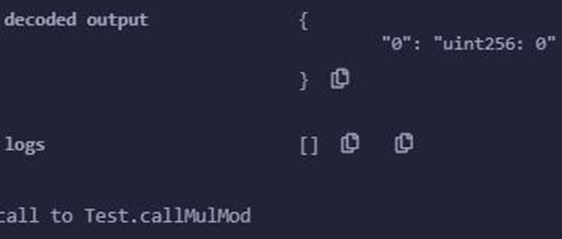 decoded output {
"0": "uint256: 0"
}
logs []
call to Test.callMulMod